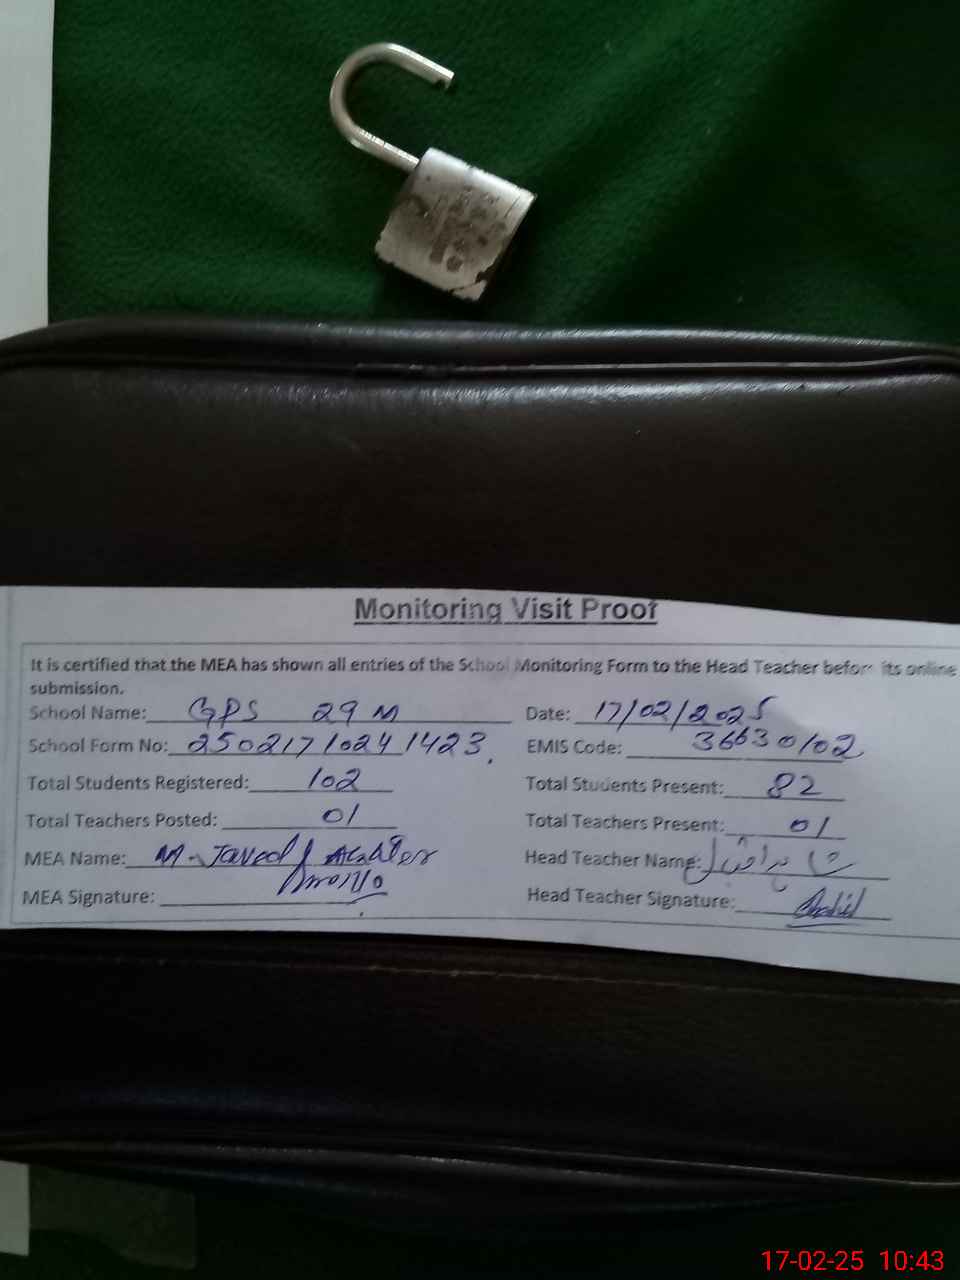 Monitoring Visit Proof
It is certified that the MEA has shown all entries of the School Monitoring Form to the Head Teacher before its online
submission.
School Name: GPS 29 M Date: 17/02/2025
School Form No: 25021710241423 EMIS Code: 36630102
Total Students Registered: 102 Total Students Present: 82
Total Teachers Posted: 01 Total Teachers Present: 01
MEA Name: M. Javed Akhter Head Teacher Name:
MEA Signature: Head Teacher Signature:
17-02-25 10:43